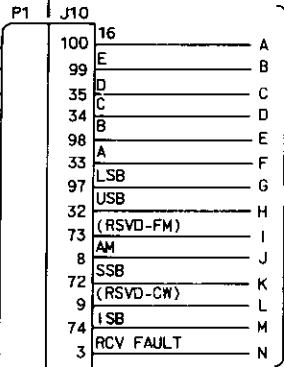 P1 J10
100 16 A
99 E B
35 D C
34 C D
98 B E
33 A F
97 LSB G
32 USB H
73 (RSVD-FM) I
8 AM J
72 SSB K
9 (RSVD-CW) L
74 ISB M
3 RCV FAULT N